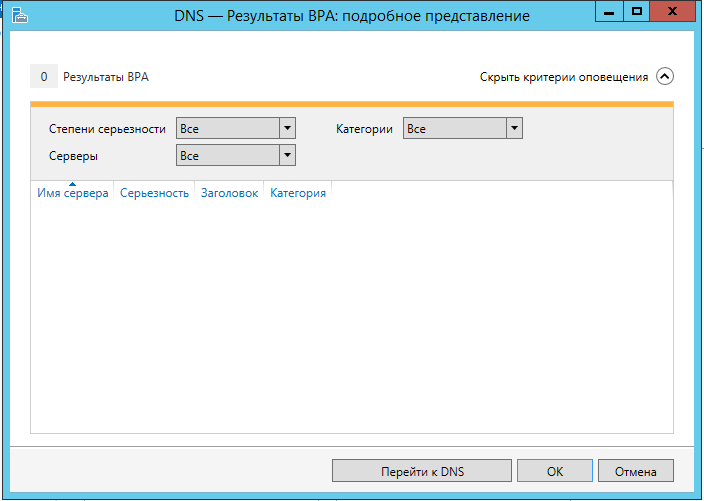 DNS — Результаты BPA: подробное представление
0 Результаты BPA Скрыть критерии оповещения
Степени серьезности Все Категории Все
Серверы Все
Имя сервера Серьезность Заголовок Категория
Перейти к DNS OK Отмена